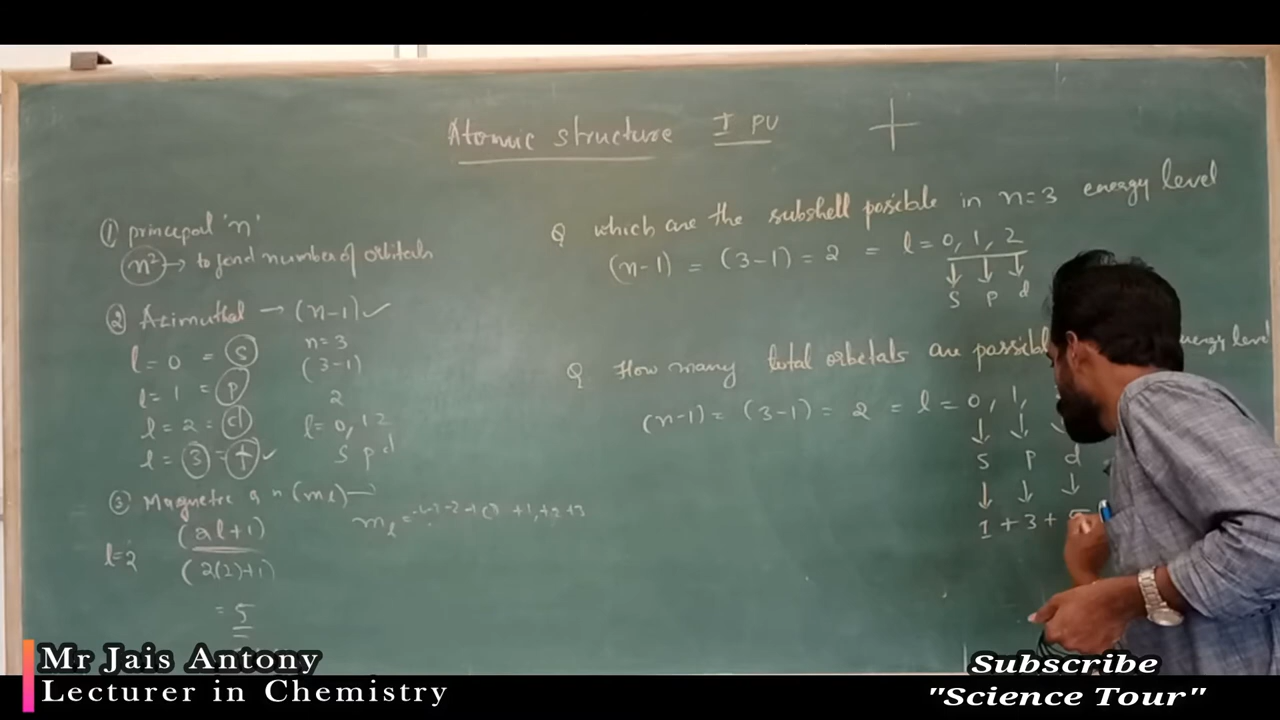 Atomic structure I PU
① principal 'n'
n² → to find number of orbitals
② Azimuthal → (n-1) ✓
l = 0 = s
n=3
l = 1 = p
(3-1)
2
l = 2 = d
l = 0, 1 2
l = 3 = f ✓
s p d
③ Magnetic q n (ml) →
(2l+1)
l=2
(2(2)+1)
= 5
Q which are the subshell possible in n=3 energy level
(n-1) = (3-1) = 2 = l = 0, 1, 2
↓ ↓ ↓
s p d
Q How many total orbitals are possible energy level
(n-1) = (3-1) = 2 = l = 0, 1,
↓ ↓ ↓
s p d
↓ ↓ ↓
1 + 3 + 5
Mr Jais Antony
Lecturer in Chemistry
Subscribe
"Science Tour"